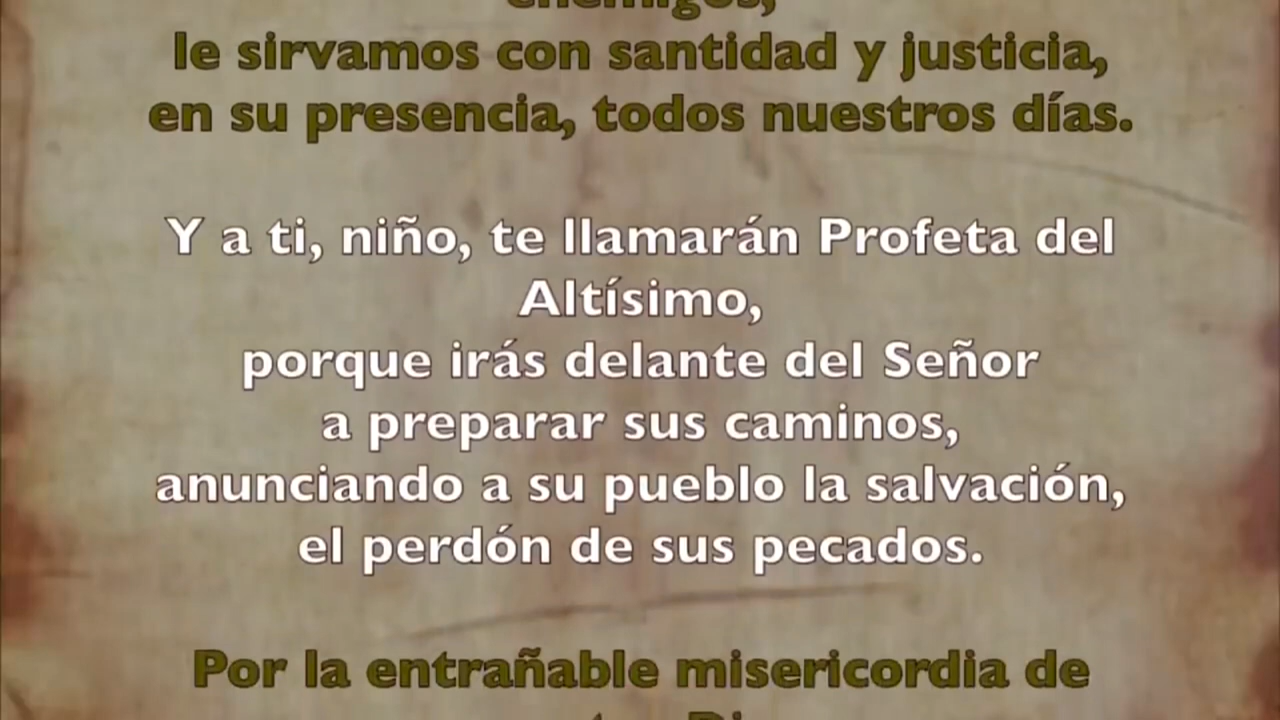 enemigos,
le sirvamos con santidad y justicia,
en su presencia, todos nuestros días.
Y a ti, niño, te llamarán Profeta del
Altísimo,
porque irás delante del Señor
a preparar sus caminos,
anunciando a su pueblo la salvación,
el perdón de sus pecados.
Por la entrañable misericordia de